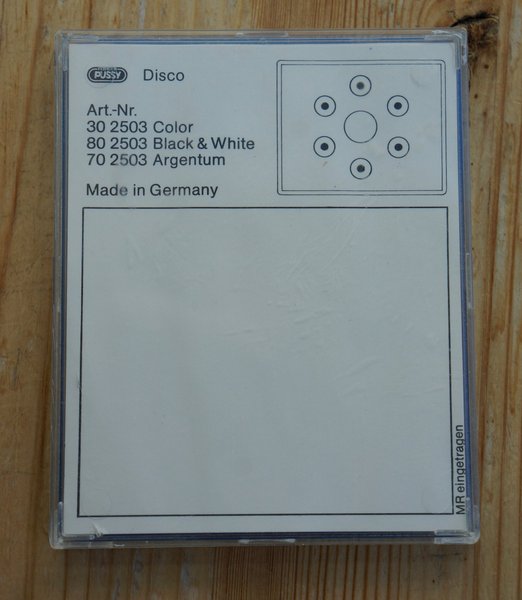 PUSSY Disco
Art.-Nr.
30 2503 Color
80 2503 Black & White
70 2503 Argentum
Made in Germany
MR eingetragen